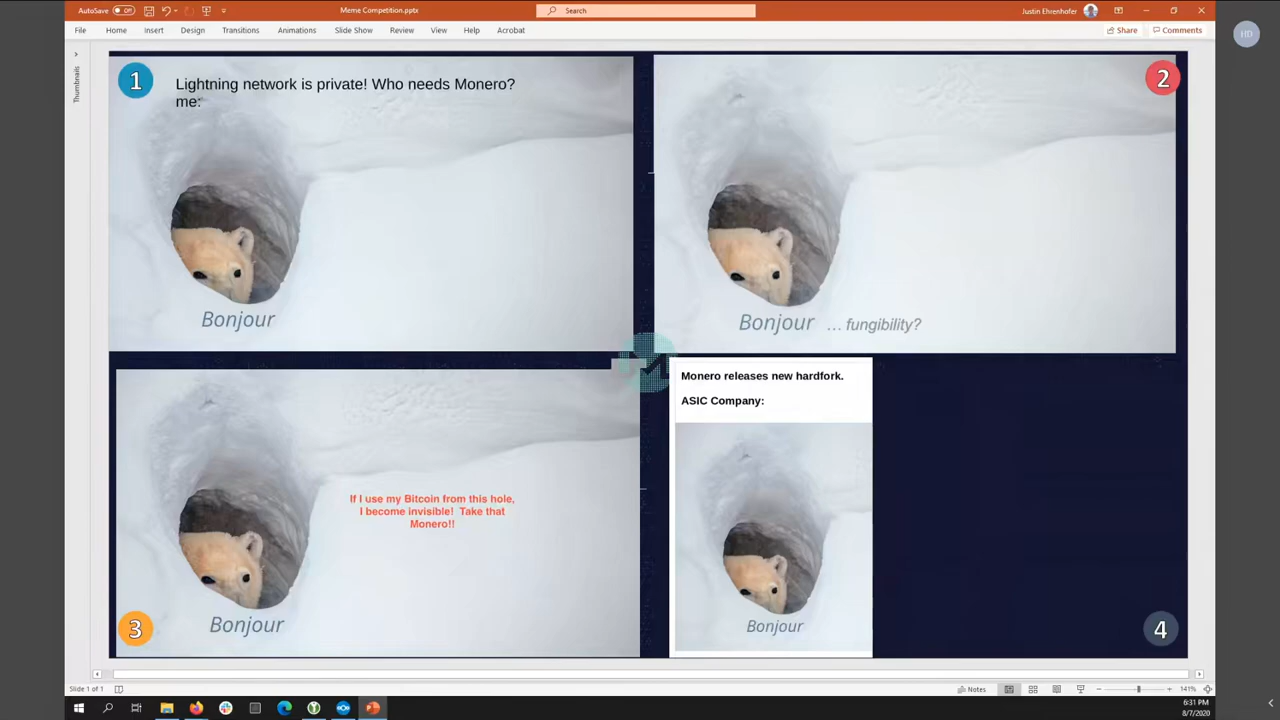 AutoSave
Off
Meme Competition.pptx
Search
Justin Ehrenhofer
HD
File
Home
Insert
Design
Transitions
Animations
Slide Show
Review
View
Help
Acrobat
Share
Comments
Thumbnails
1
Lightning network is private! Who needs Monero?
me:
Bonjour
2
Bonjour ... fungibility?
If I use my Bitcoin from this hole,
I become invisible! Take that
Monero!!
3
Bonjour
Monero releases new hardfork.
ASIC Company:
Bonjour
4
Slide 1 of 1
Notes
141%
6:31 PM
8/7/2020